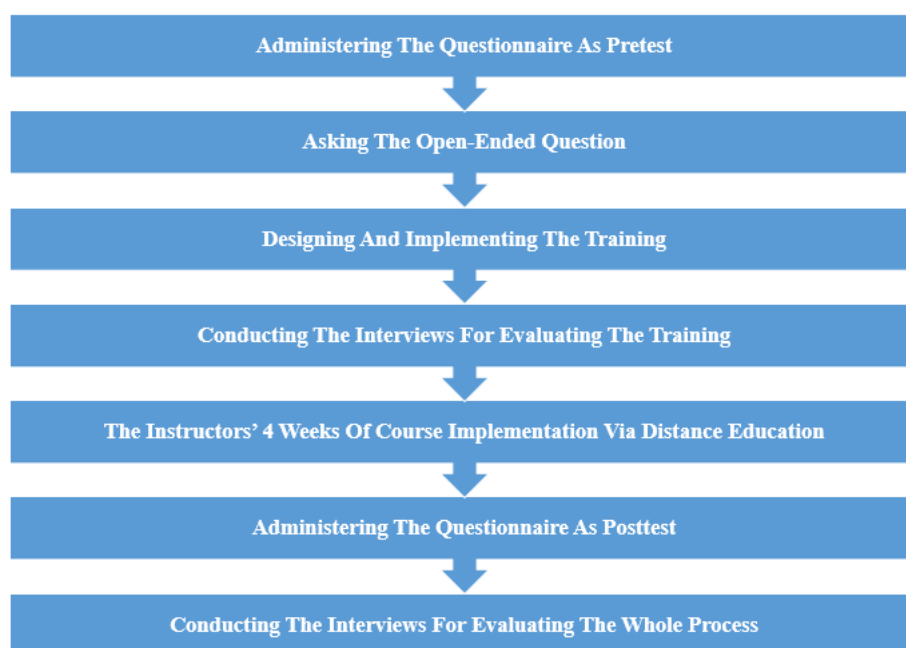 Administering The Questionnaire As Pretest
Asking The Open-Ended Question
Designing And Implementing The Training
Conducting The Interviews For Evaluating The Training
The Instructors’ 4 Weeks Of Course Implementation Via Distance Education
Administering The Questionnaire As Posttest
Conducting The Interviews For Evaluating The Whole Process